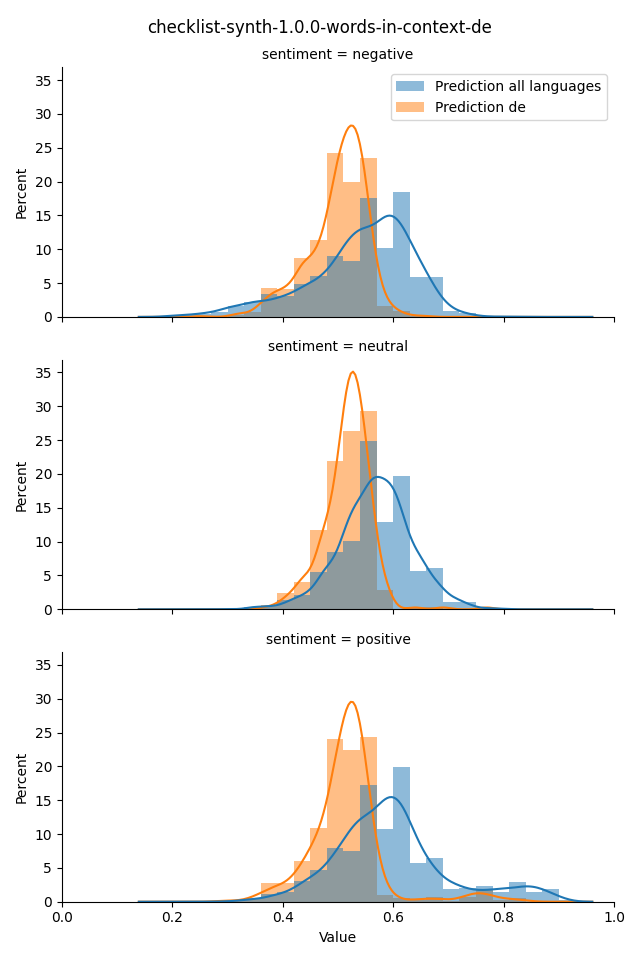 checklist-synth-1.0.0-words-in-context-de
sentiment = negative
Prediction all languages
Prediction de
Percent
35
30
25
20
15
10
5
0
sentiment = neutral
Percent
35
30
25
20
15
10
5
0
sentiment = positive
Percent
35
30
25
20
15
10
5
0
0.0 0.2 0.4 0.6 0.8 1.0
Value